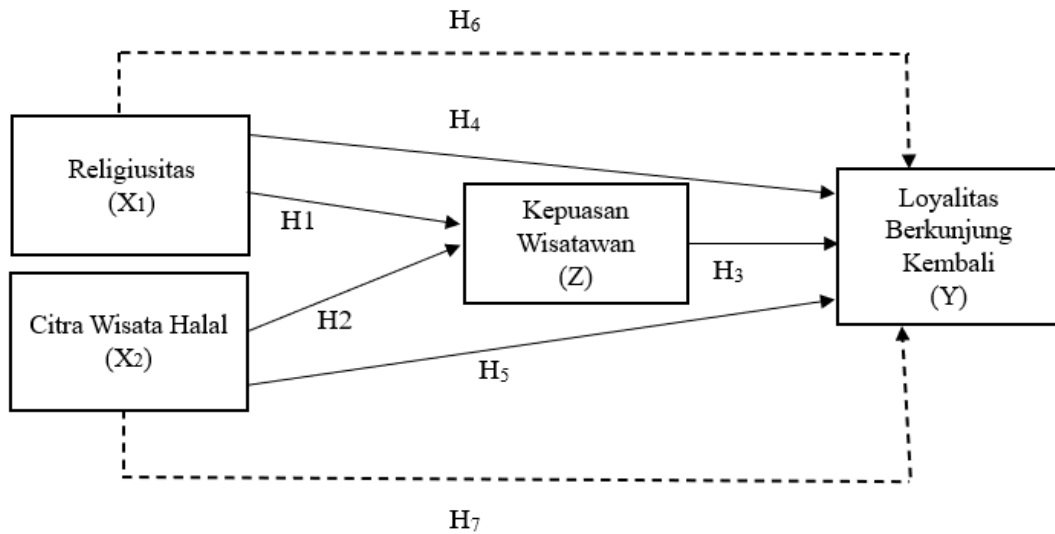 H₆
H₄
Religiusitas
(X₁)
H1
Kepuasan
Wisatawan
(Z)
Loyalitas
Berkunjung
Kembali
(Y)
H₃
Citra Wisata Halal
(X₂)
H2
H₅
H₇